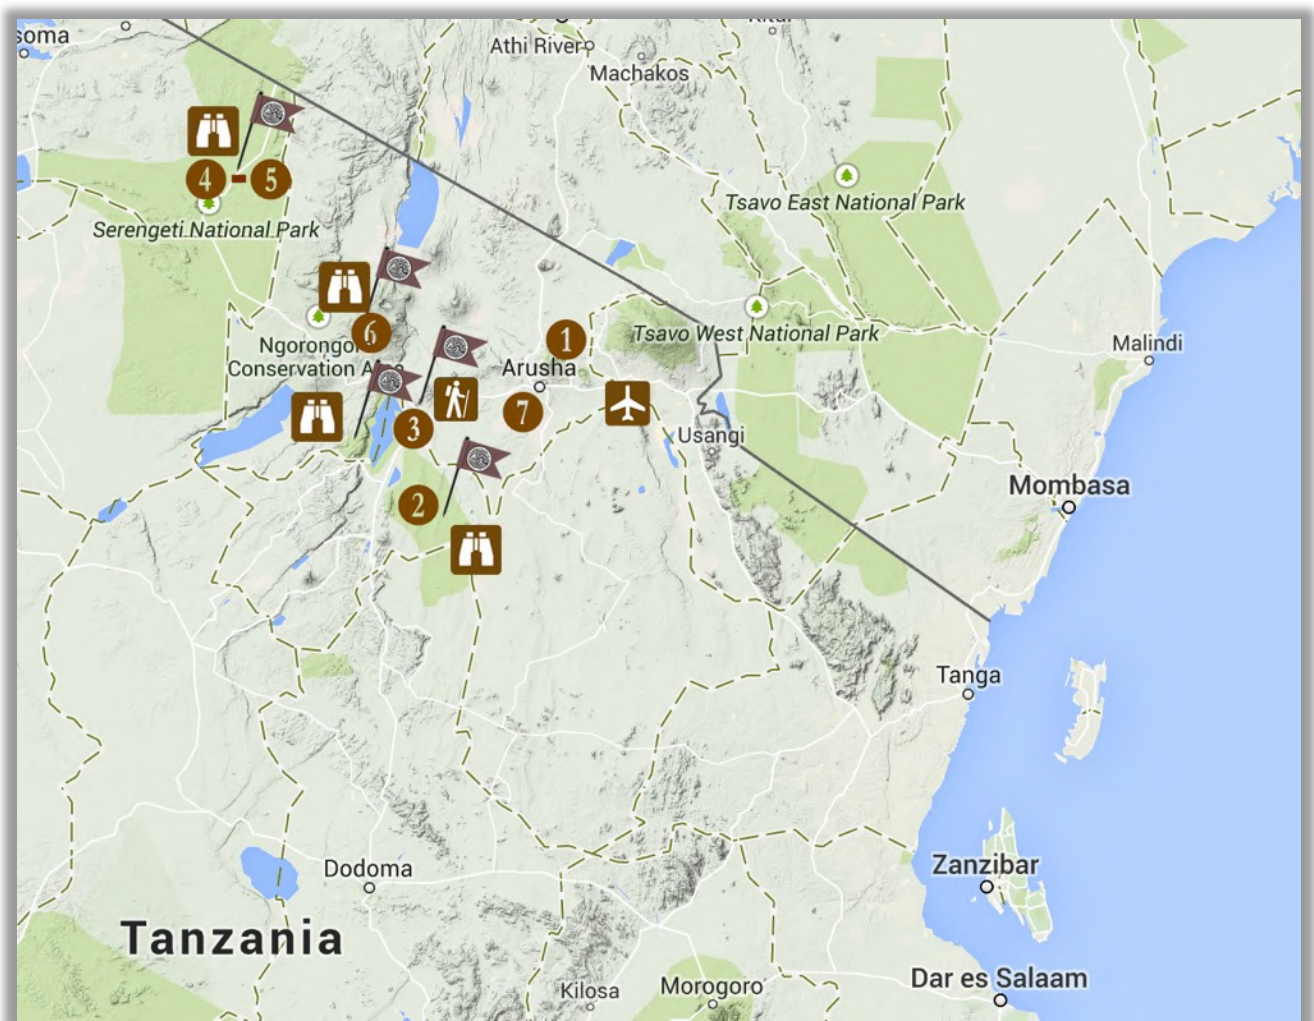 soma
Athi River
Machakos
4
5
Serengeti National Park
Tsavo East National Park
6
1
Tsavo West National Park
Conservation
Arusha
Malindi
3
7
Usangi
2
Mombasa
Tanga
Dodoma
Zanzibar
Tanzania
Kilosa
Morogoro
Dar es Salaam